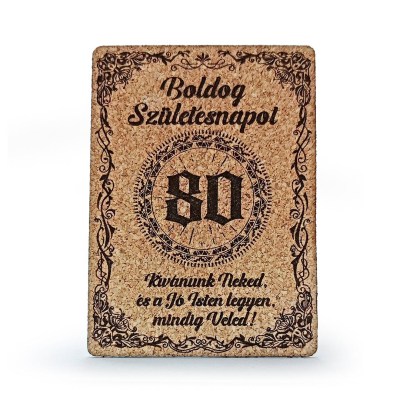 Boldog
Születésnapot
80
Kívánunk Neked,
és a Jó Isten legyen,
mindig Veled!